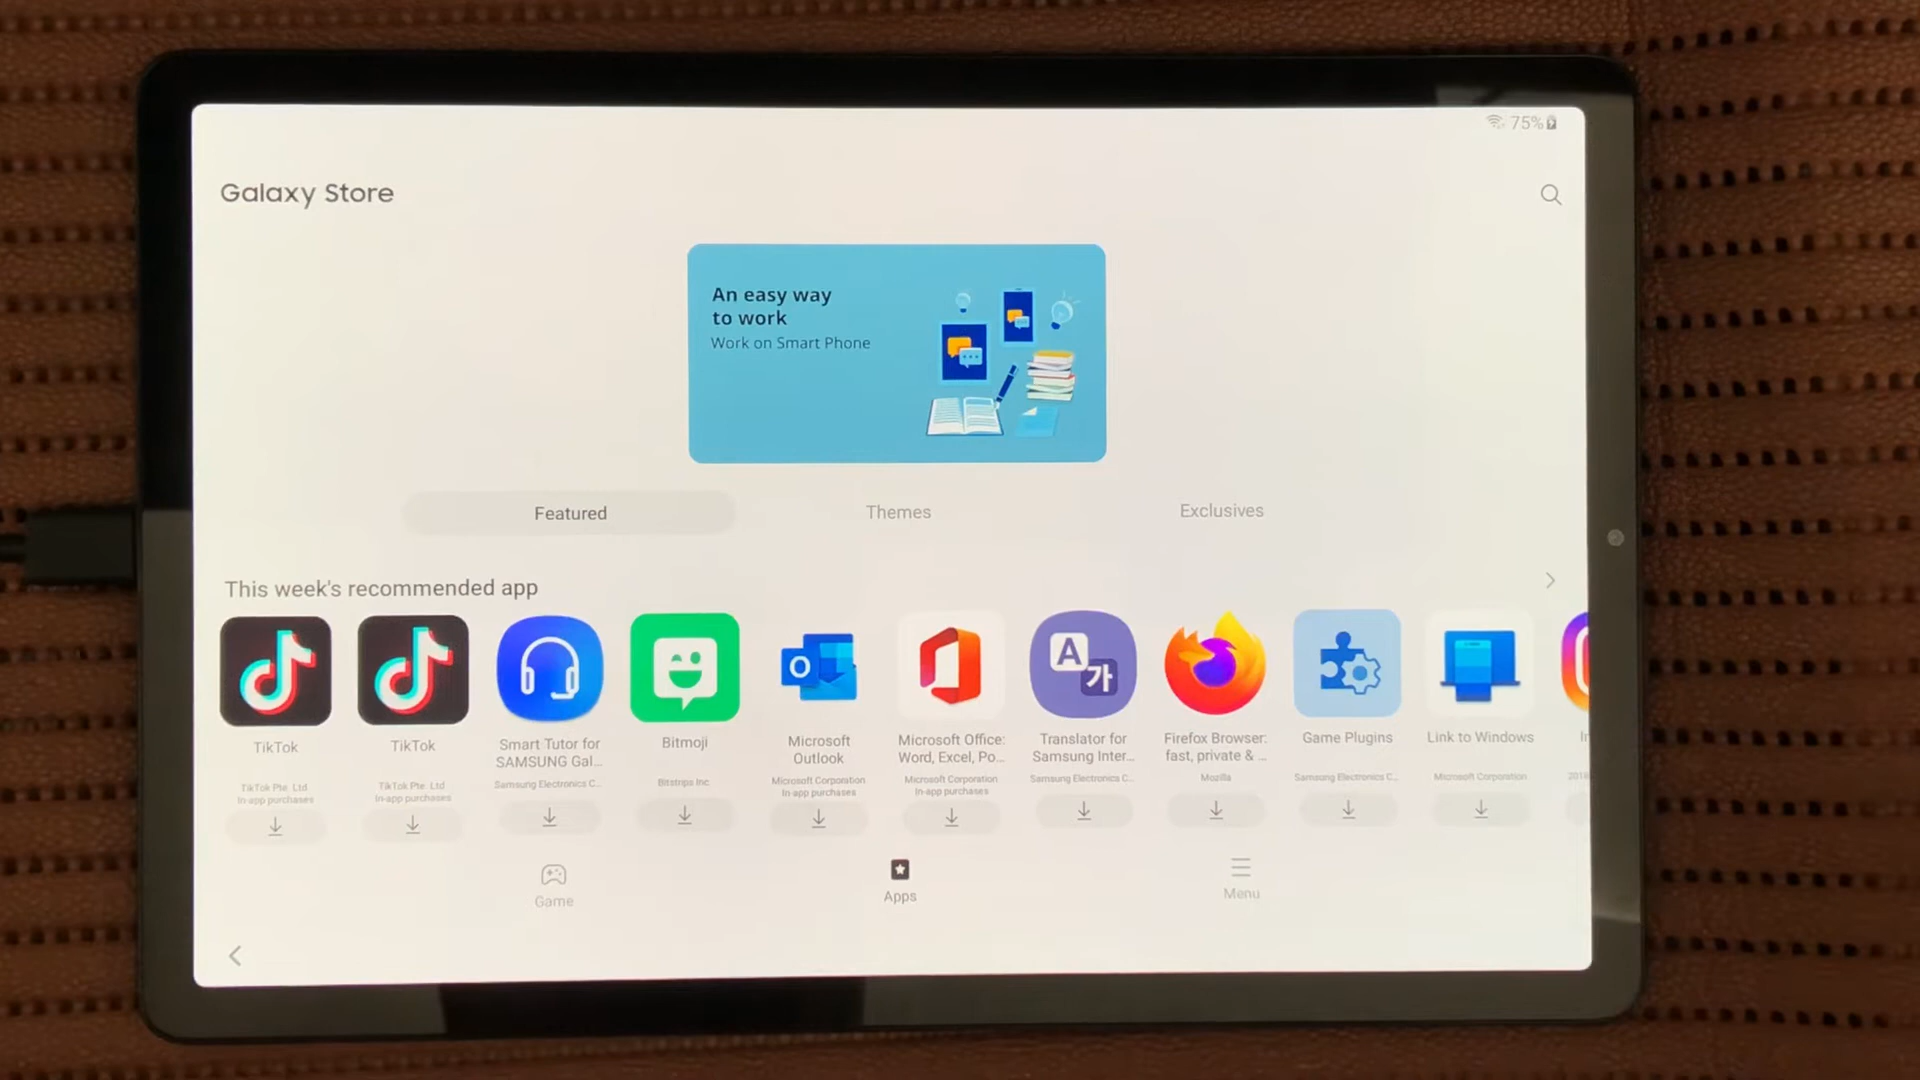 75%
Galaxy Store
An easy way
to work
Work on Smart Phone
Featured
Themes
Exclusives
This week's recommended app
TikTok
TikTok Pte. Ltd
In-app purchases
TikTok
TikTok Pte. Ltd
In-app purchases
Smart Tutor for
SAMSUNG Gal...
Samsung Electronics C...
Bitmoji
Bitstrips Inc.
Microsoft
Outlook
Microsoft Corporation
In-app purchases
Microsoft Office:
Word, Excel, Po...
Microsoft Corporation
In-app purchases
A 가
Translator for
Samsung Inter...
Samsung Electronics C...
Firefox Browser:
fast, private & ...
Mozilla
Game Plugins
Samsung Electronics C...
Link to Windows
Microsoft Corporation
Game
Apps
Menu